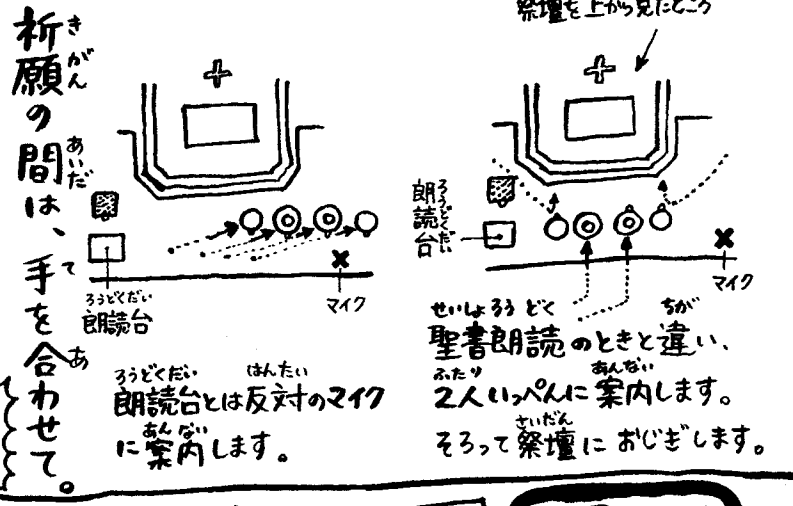 祭壇を上から見たところ
朗読台
マイク
聖書朗読のときと違い、
2人いっぺんに案内します。
そろって祭壇におじぎします。
朗読台
マイク
朗読台とは反対のマイク
に案内します。
祈願の間は、手を合わせて。